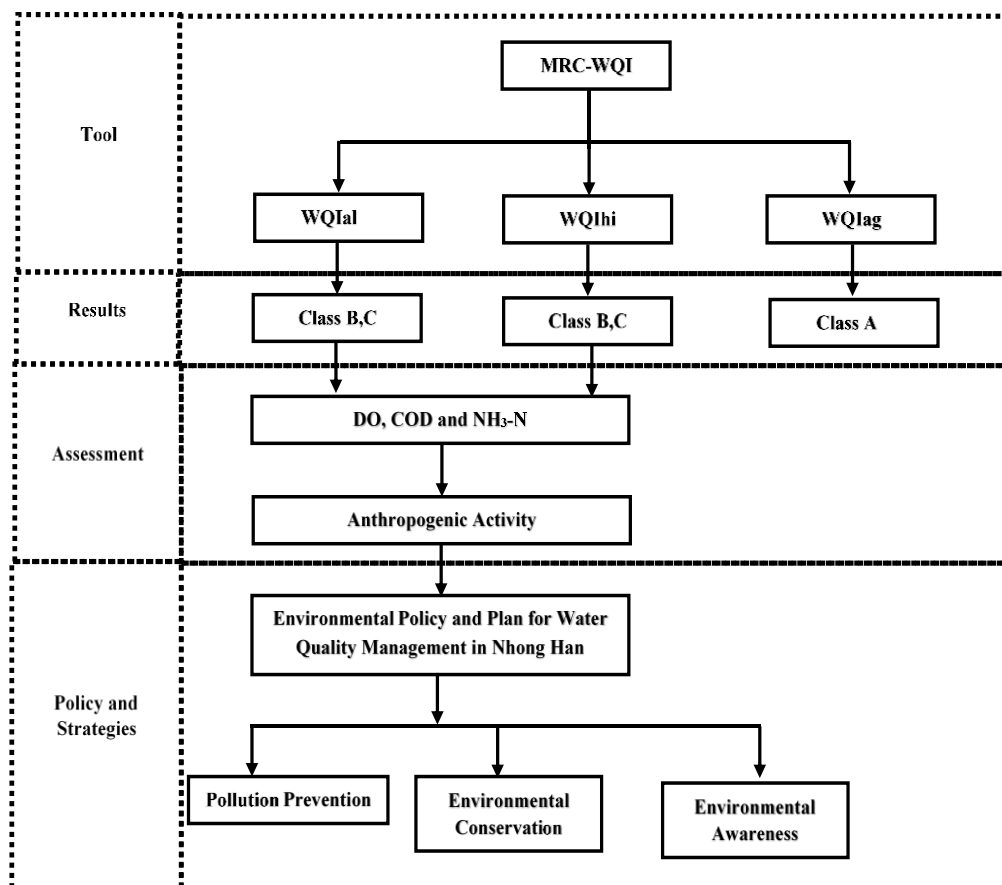 MRC-WQI
Tool
WQIal
WQIhi
WQIag
Results
Class B,C
Class B,C
Class A
Assessment
DO, COD and NH₃-N
Anthropogenic Activity
Policy and
Strategies
Environmental Policy and Plan for Water
Quality Management in Nhong Han
Pollution Prevention
Environmental
Conservation
Environmental
Awareness